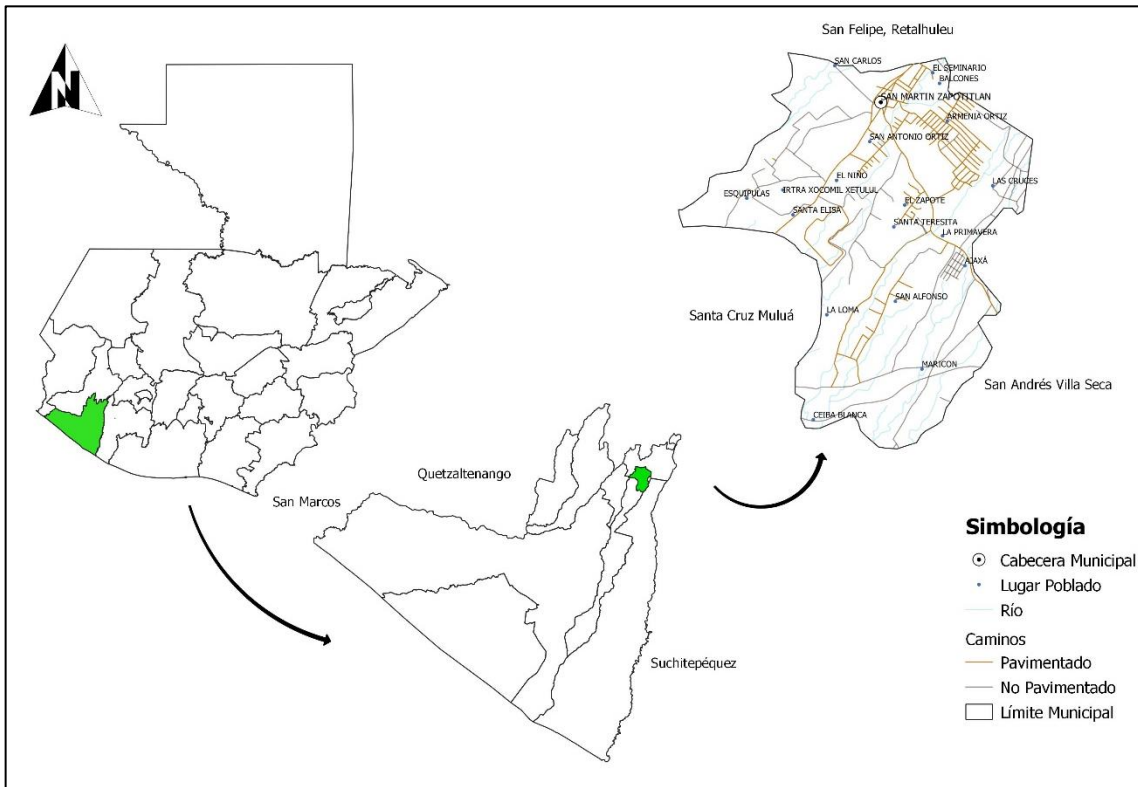 N
San Felipe, Retalhuleu
SAN CARLOS
EL SEMINARIO
BALCONES
SAN MARTIN ZAPOTITLAN
ARMENIA ORTIZ
SAN ANTONIO ORTIZ
EL NIÑO
IRTRA XOCOMIL XETULUL
ESQUIPULAS
LAS CRUCES
SANTA ELISA
EL ZAPOTE
SANTA TERESITA
LA PRIMAVERA
AJAXÁ
SAN ALFONSO
LA LOMA
Santa Cruz Muluá
MARICON
San Andrés Villa Seca
CEIBA BLANCA
Quetzaltenango
San Marcos
Suchitepéquez
Simbología
Cabecera Municipal
Lugar Poblado
Río
Caminos
Pavimentado
No Pavimentado
Límite Municipal